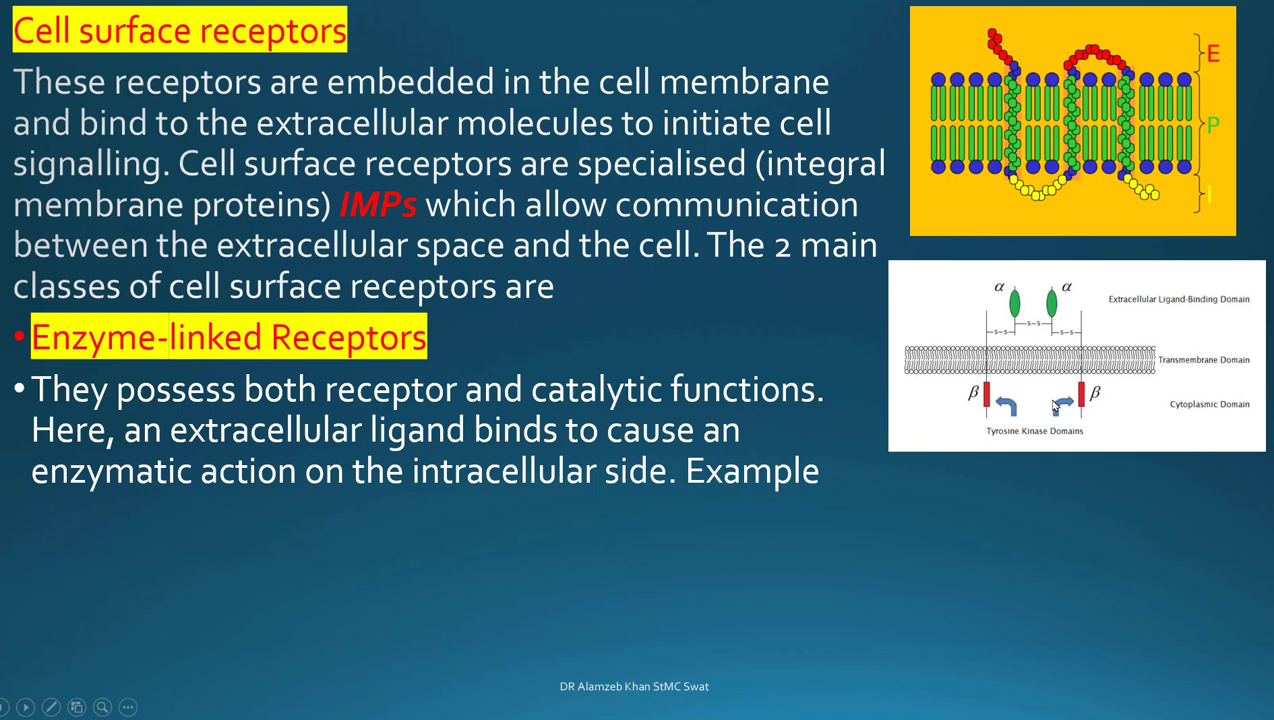 Cell surface receptors
These receptors are embedded in the cell membrane
and bind to the extracellular molecules to initiate cell
signalling. Cell surface receptors are specialised (integral
membrane proteins) IMPs which allow communication
between the extracellular space and the cell. The 2 main
classes of cell surface receptors are
• Enzyme-linked Receptors
• They possess both receptor and catalytic functions.
Here, an extracellular ligand binds to cause an
enzymatic action on the intracellular side. Example
E
P
I
α α Extracellular Ligand-Binding Domain
s—s
s—s s—s
Transmembrane Domain
β β Cytoplasmic Domain
Tyrosine Kinase Domains
DR Alamzeb Khan StMC Swat